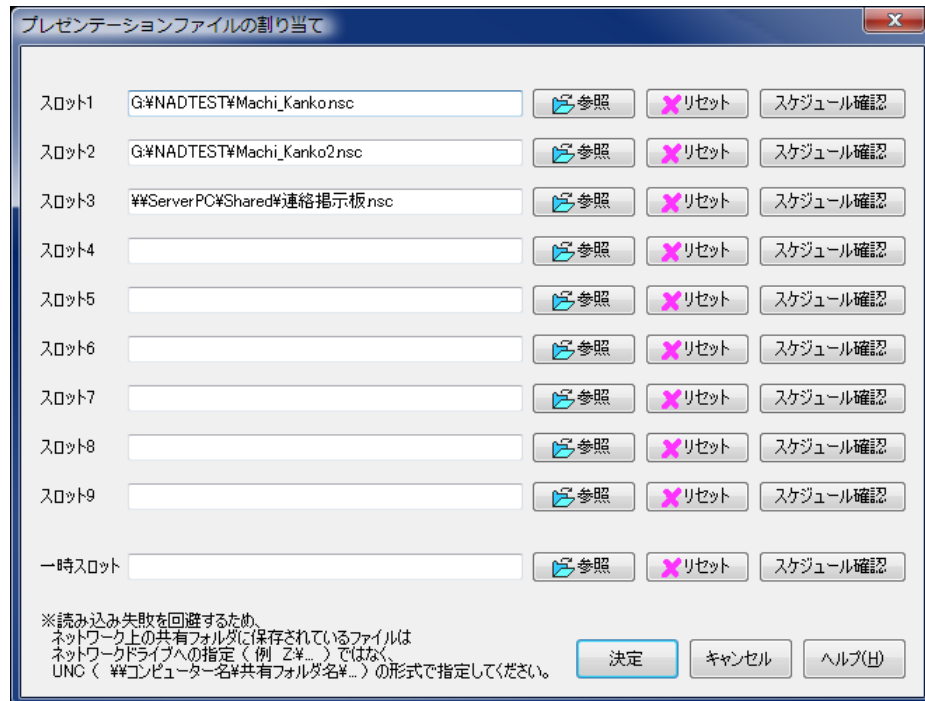 プレゼンテーションファイルの割り当て
スロット1 G:¥NADTEST¥Machi_Kanko.nsc 参照 リセット スケジュール確認
スロット2 G:¥NADTEST¥Machi_Kanko2.nsc 参照 リセット スケジュール確認
スロット3 ¥¥ServerPC¥Shared¥連絡掲示板.nsc 参照 リセット スケジュール確認
スロット4 参照 リセット スケジュール確認
スロット5 参照 リセット スケジュール確認
スロット6 参照 リセット スケジュール確認
スロット7 参照 リセット スケジュール確認
スロット8 参照 リセット スケジュール確認
スロット9 参照 リセット スケジュール確認
一時スロット 参照 リセット スケジュール確認
※読み込み失敗を回避するため、
ネットワーク上の共有フォルダに保存されているファイルは
ネットワークドライブへの指定（ 例 Z:¥... ）ではなく、
UNC（ ¥¥コンピューター名¥共有フォルダ名¥... ）の形式で指定してください。
決定 キャンセル ヘルプ(H)